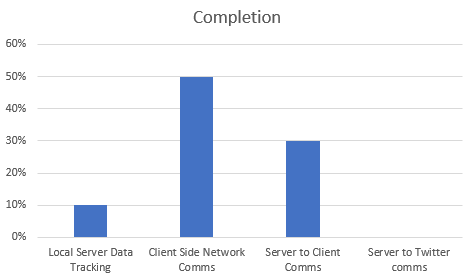 Completion
60%
50%
40%
30%
20%
10%
0%
Local Server Data
Tracking
Client Side Network
Comms
Server to Client
Comms
Server to Twitter
comms